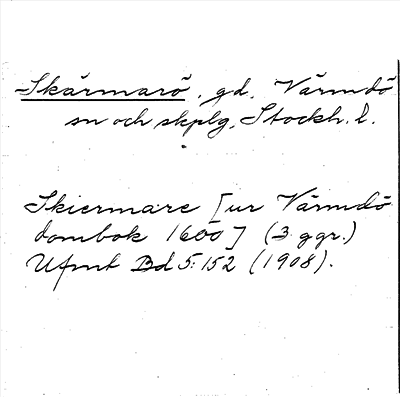 Skärmarö, gd, Värmdö
sn och skplg, Stockh. l.
Skiermare [ur Värmdö
dombok 1600] (3 ggr.)
Ufmt Bd 5:152 (1908).